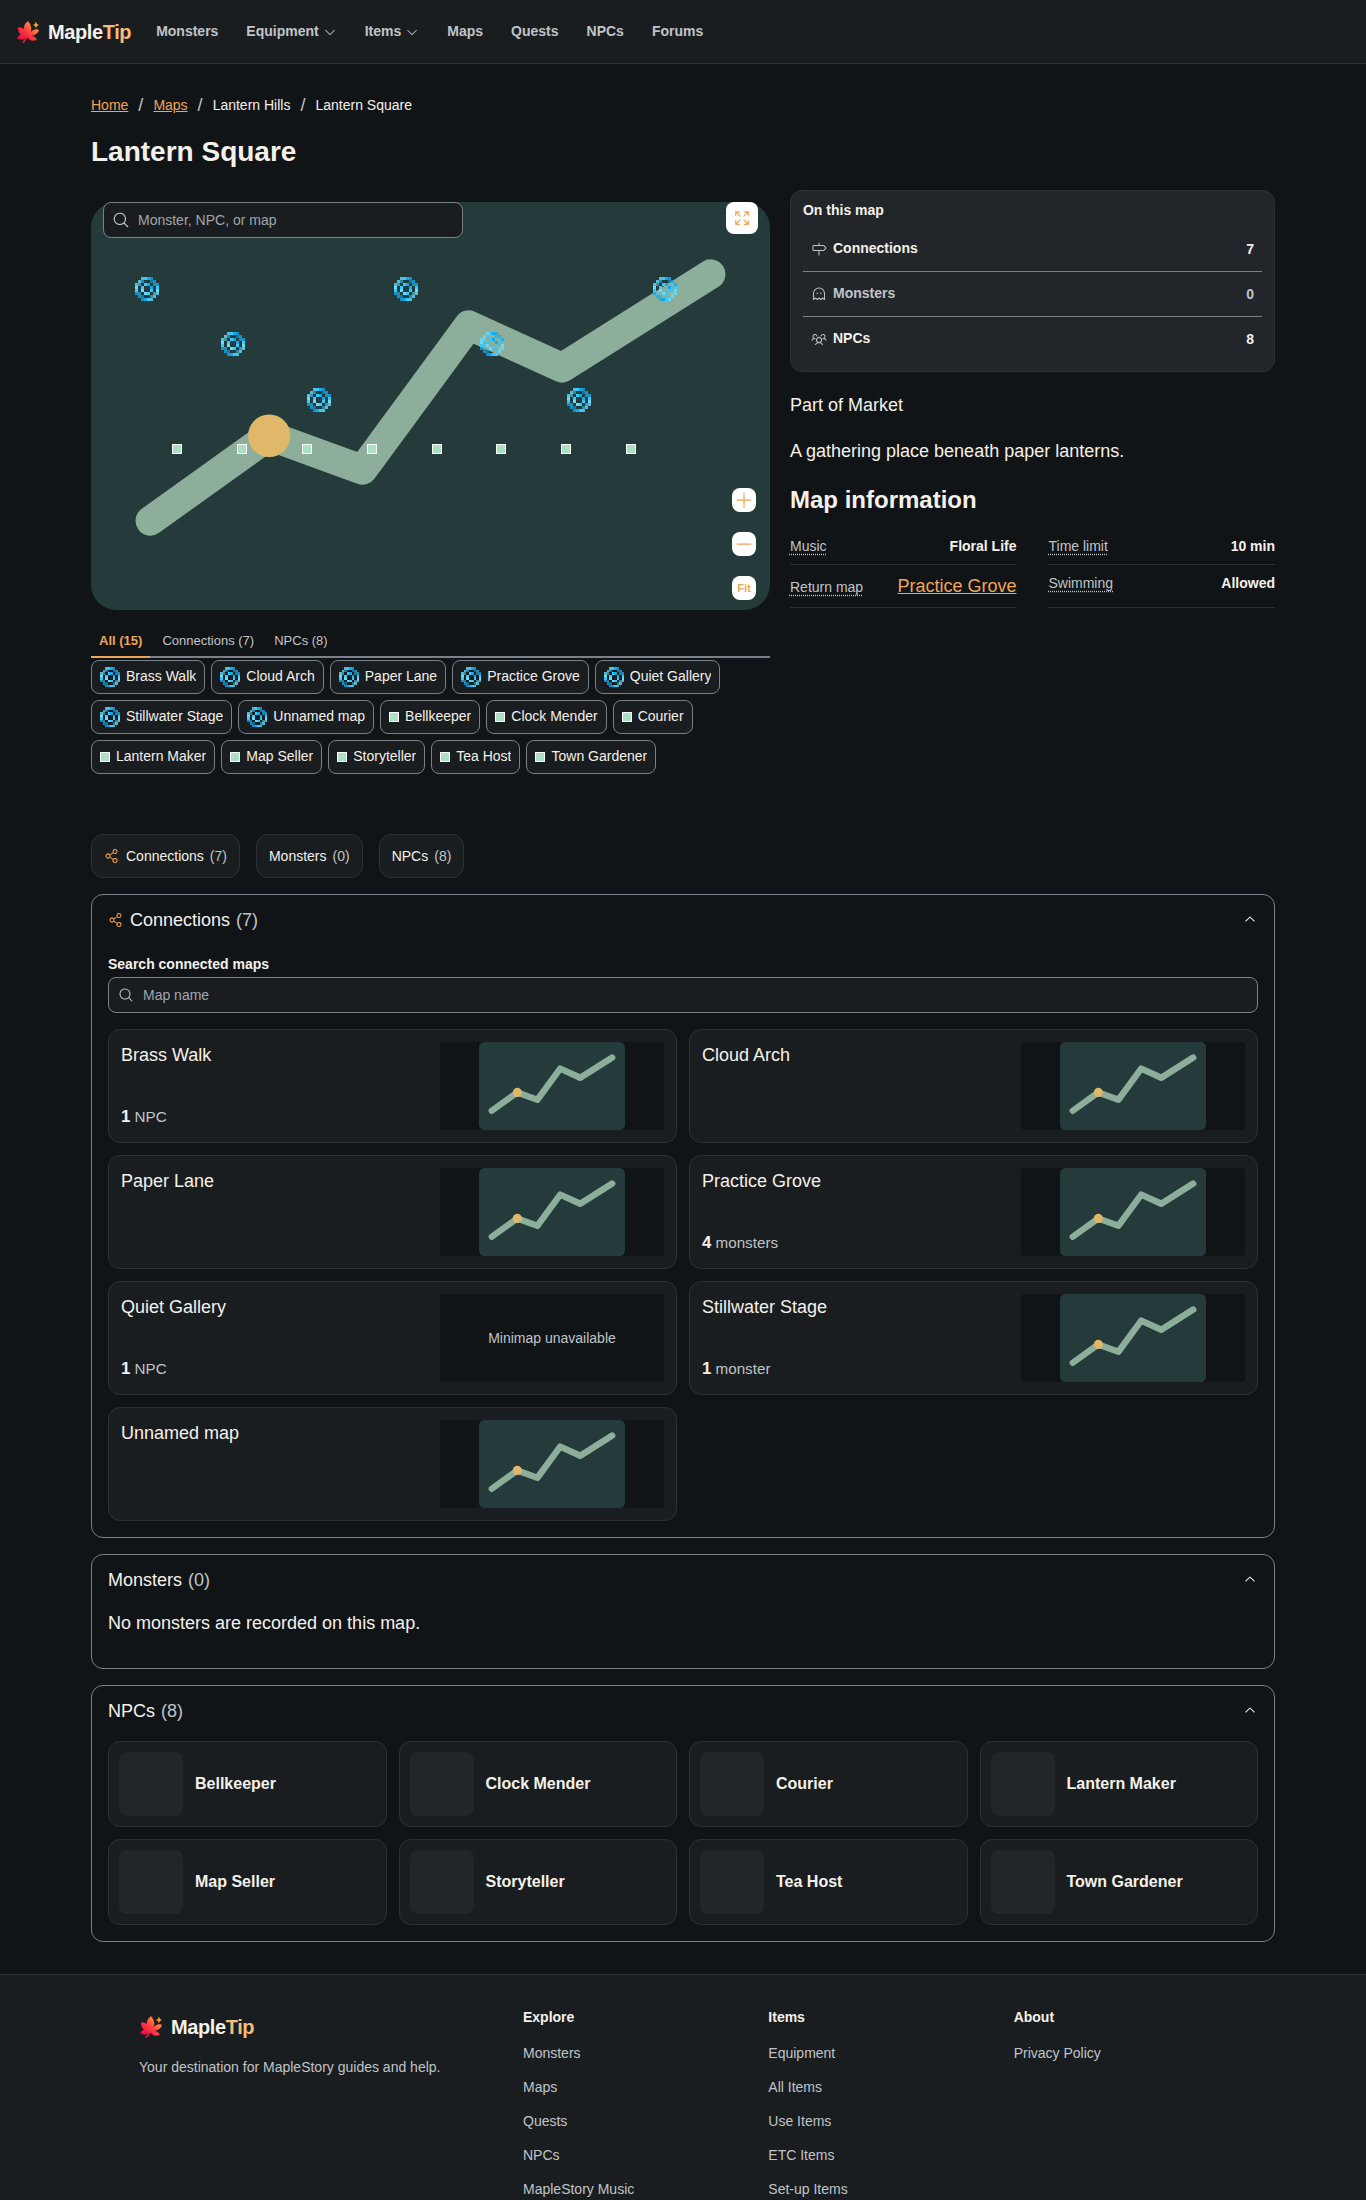 MapleTip
Monsters
Equipment
Items
Maps
Quests
NPCs
Forums
Home / Maps / Lantern Hills / Lantern Square
Lantern Square
Monster, NPC, or map
Fit
On this map
Connections 7
Monsters 0
NPCs 8
Part of Market
A gathering place beneath paper lanterns.
Map information
Music Floral Life
Time limit 10 min
Return map Practice Grove
Swimming Allowed
All (15)
Connections (7)
NPCs (8)
Brass Walk
Cloud Arch
Paper Lane
Practice Grove
Quiet Gallery
Stillwater Stage
Unnamed map
Bellkeeper
Clock Mender
Courier
Lantern Maker
Map Seller
Storyteller
Tea Host
Town Gardener
Connections (7)
Monsters (0)
NPCs (8)
Connections (7)
Search connected maps
Map name
Brass Walk
1 NPC
Cloud Arch
Paper Lane
Practice Grove
4 monsters
Quiet Gallery
1 NPC
Minimap unavailable
Stillwater Stage
1 monster
Unnamed map
Monsters (0)
No monsters are recorded on this map.
NPCs (8)
Bellkeeper
Clock Mender
Courier
Lantern Maker
Map Seller
Storyteller
Tea Host
Town Gardener
MapleTip
Your destination for MapleStory guides and help.
Explore
Monsters
Maps
Quests
NPCs
MapleStory Music
Items
Equipment
All Items
Use Items
ETC Items
Set-up Items
About
Privacy Policy